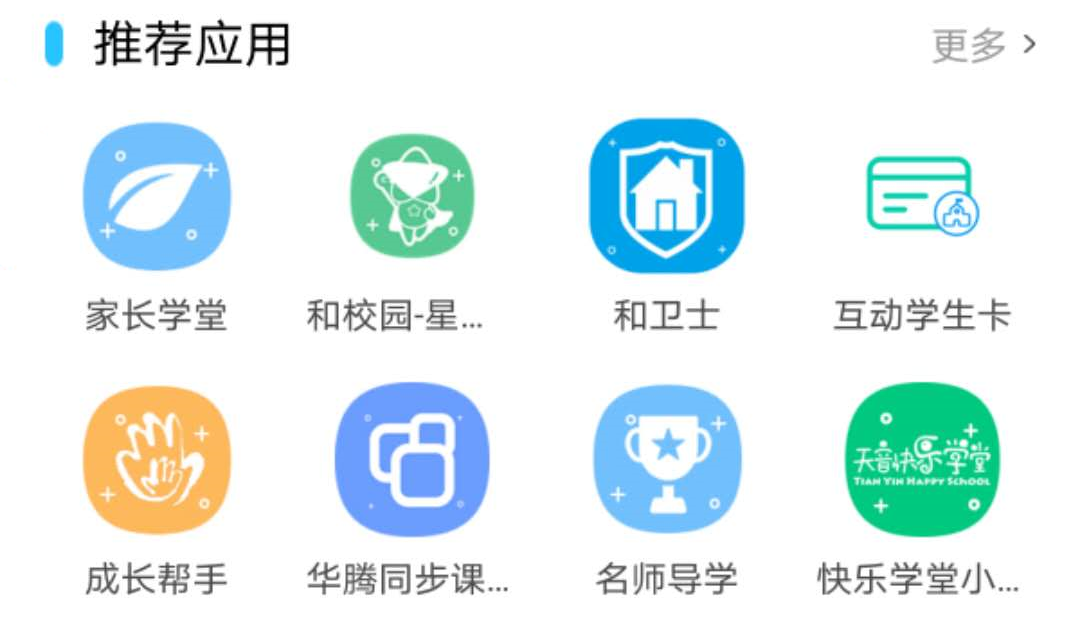 推荐应用
更多
家长学堂
和校园-星...
和卫士
互动学生卡
天音快乐学堂
TIAN YIN HAPPY SCHOOL
成长帮手
华腾同步课...
名师导学
快乐学堂小...